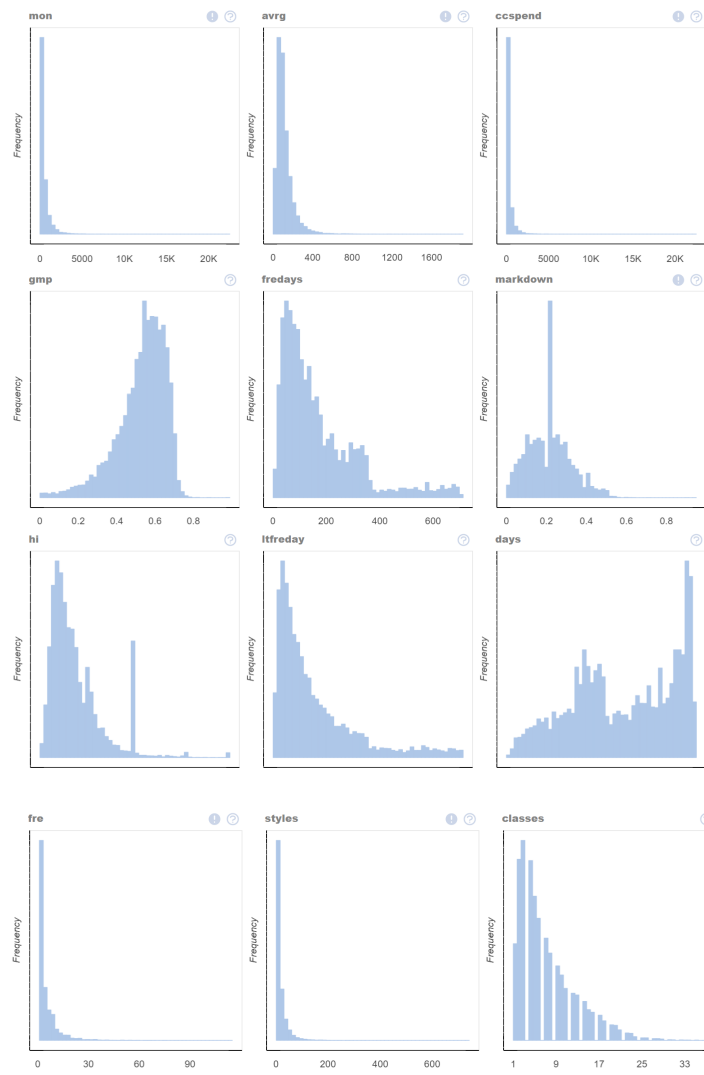 mon
avrg
ccspend
Frequency
Frequency
Frequency
0 5000 10K 15K 20K
0 400 800 1200 1600
0 5000 10K 15K 20K
gmp
fredays
markdown
Frequency
Frequency
Frequency
0 0.2 0.4 0.6 0.8
0 200 400 600
0 0.2 0.4 0.6 0.8
hi
ltfreday
days
Frequency
Frequency
Frequency
fre
styles
classes
Frequency
Frequency
Frequency
0 30 60 90
0 200 400 600
1 9 17 25 33